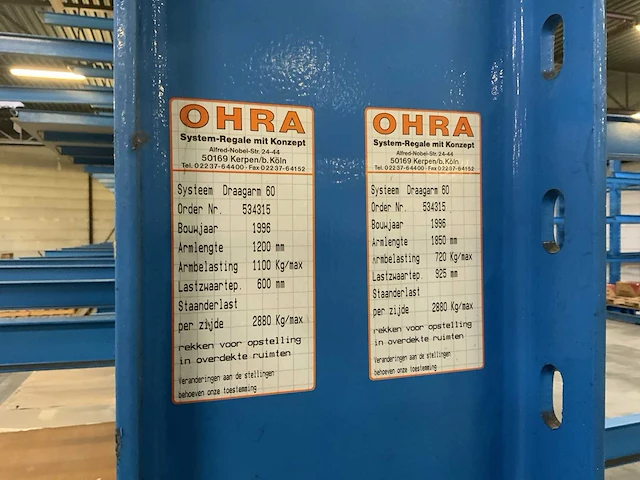 OHRA
System-Regale mit Konzept
Alfred-Nobel-Str. 24-44
50169 Kerpen/b. Köln
Tel. 02237-64400 · Fax 02237-64152
Systeem Draagarm 60
Order Nr. 534315
Bouwjaar 1996
Armlengte 1200 mm
Armbelasting 1100 Kg/max
Lastzwaartep. 600 mm
Staanderlast
per zijde 2880 Kg/max
rekken voor opstelling
in overdekte ruimten
Veranderingen aan de stellingen
behoeven onze toestemming
OHRA
System-Regale mit Konzept
Alfred-Nobel-Str. 24-44
50169 Kerpen/b. Köln
Tel. 02237-64400 · Fax 02237-64152
Systeem Draagarm 60
Order Nr. 534315
Bouwjaar 1996
Armlengte 1850 mm
Armbelasting 720 Kg/max
Lastzwaartep. 925 mm
Staanderlast
per zijde 2880 Kg/max
rekken voor opstelling
in overdekte ruimten
Veranderingen aan de stellingen
behoeven onze toestemming